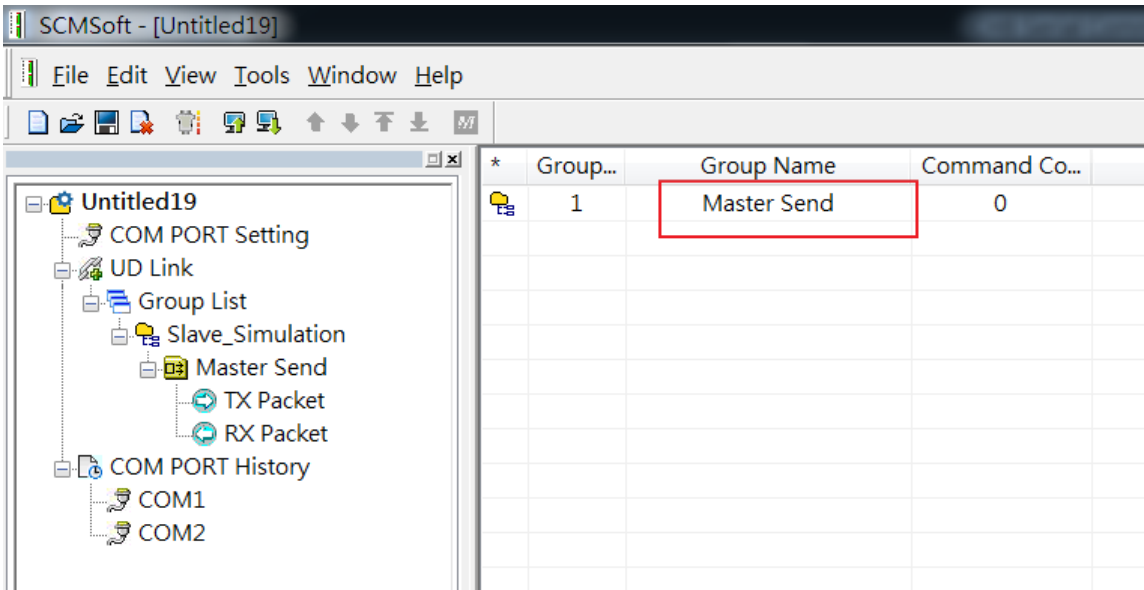 SCMSoft - [Untitled19]
File Edit View Tools Window Help
M
* Group... Group Name Command Co...
1 Master Send 0
Untitled19
COM PORT Setting
UD Link
Group List
Slave_Simulation
Master Send
TX Packet
RX Packet
COM PORT History
COM1
COM2